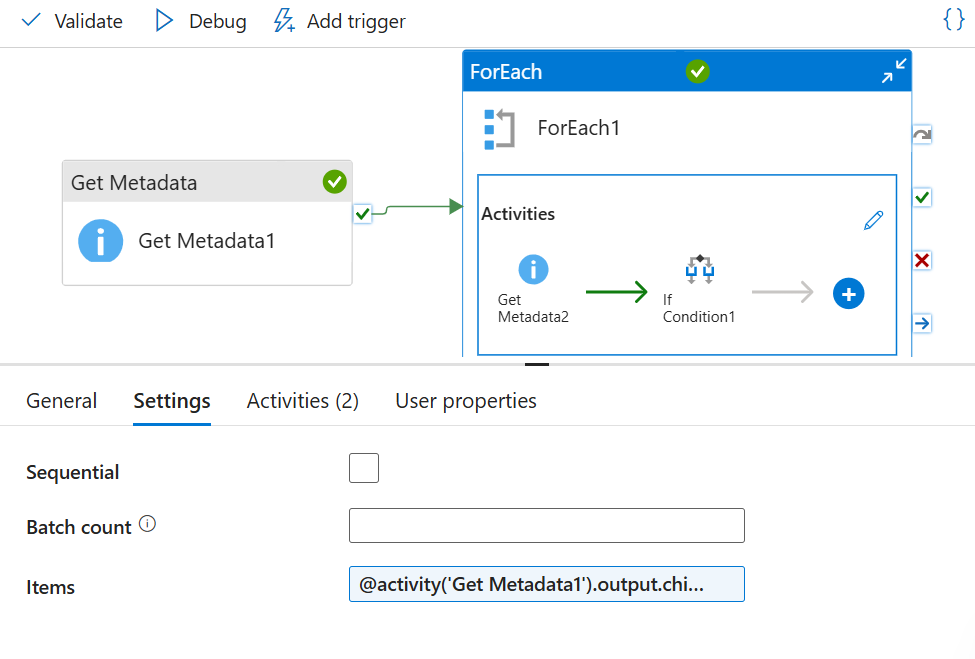 Validate Debug Add trigger {}
ForEach
ForEach1
Get Metadata
Get Metadata1
Activities
Get
Metadata2
If
Condition1
General Settings Activities (2) User properties
Sequential
Batch count
Items @activity('Get Metadata1').output.chi...